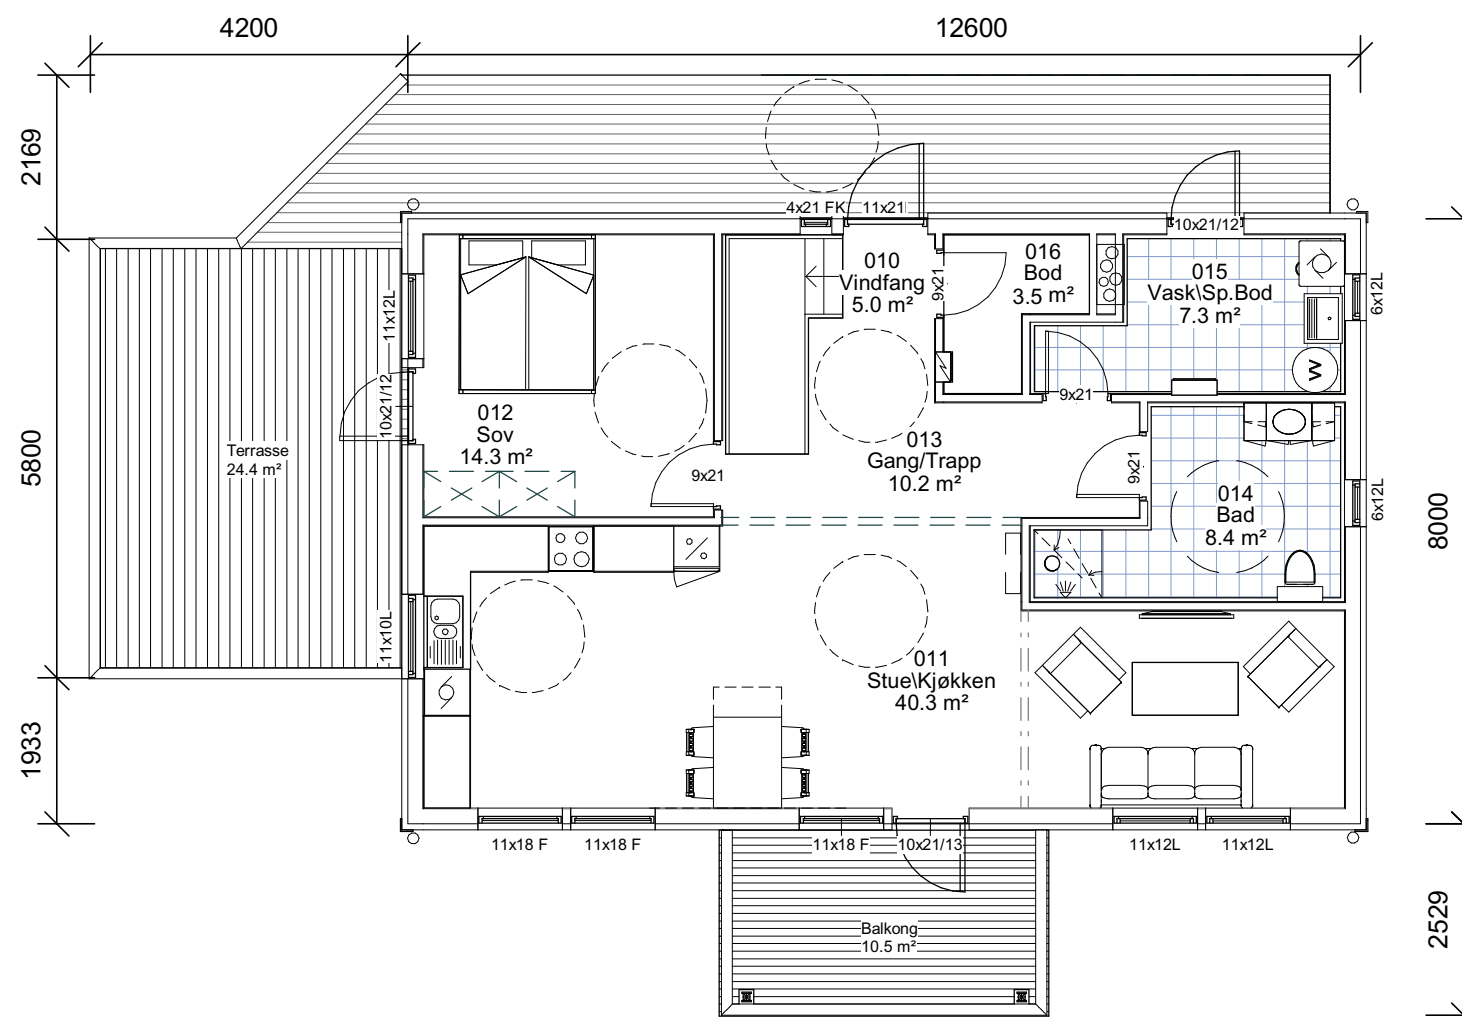 4200
12600
2169
4x21 FK
11x21
10x21/12
010
Vindfang
5.0 m²
9x21
016
Bod
3.5 m²
015
Vask\Sp.Bod
7.3 m²
6x12L
11x12L
10x21/12
W
9x21
012
Sov
14.3 m²
013
Gang/Trapp
10.2 m²
Terrasse
24.4 m²
5800
9x21
9x21
014
Bad
8.4 m²
6x12L
8000
11x10L
011
Stue\Kjøkken
40.3 m²
1933
11x18 F
11x18 F
11x18 F
10x21/13
11x12L
11x12L
Balkong
10.5 m²
2529